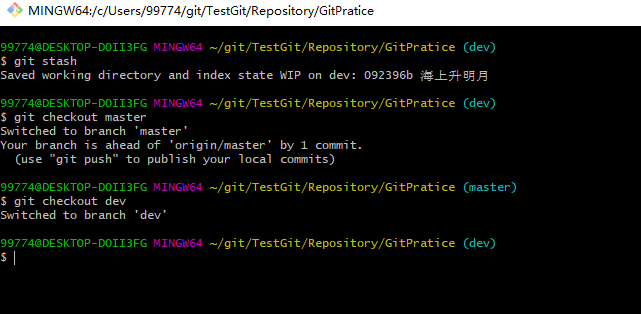 MINGW64:/c/Users/99774/git/TestGit/Repository/GitPratice
99774@DESKTOP-DOII3FG MINGW64 ~/git/TestGit/Repository/GitPratice (dev)
$ git stash
Saved working directory and index state WIP on dev: 092396b 海上升明月
99774@DESKTOP-DOII3FG MINGW64 ~/git/TestGit/Repository/GitPratice (dev)
$ git checkout master
Switched to branch 'master'
Your branch is ahead of 'origin/master' by 1 commit.
(use "git push" to publish your local commits)
99774@DESKTOP-DOII3FG MINGW64 ~/git/TestGit/Repository/GitPratice (master)
$ git checkout dev
Switched to branch 'dev'
99774@DESKTOP-DOII3FG MINGW64 ~/git/TestGit/Repository/GitPratice (dev)
$